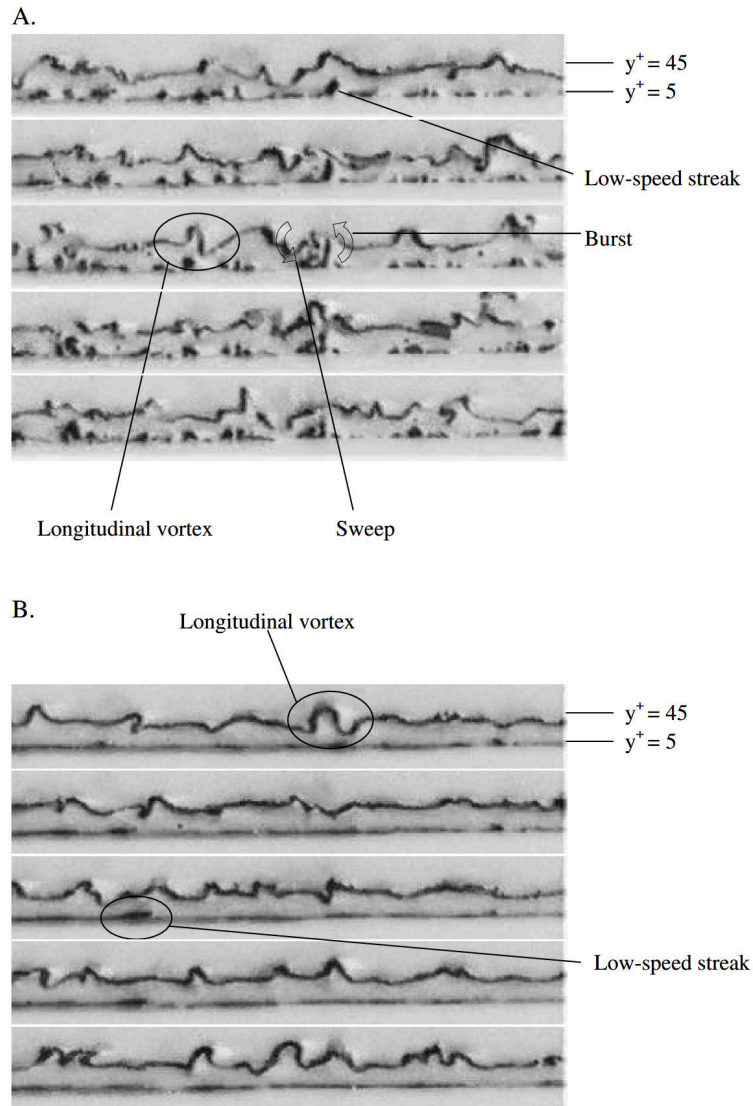 A.
y⁺ = 45
y⁺ = 5
Low-speed streak
Burst
Longitudinal vortex
Sweep
B.
Longitudinal vortex
y⁺ = 45
y⁺ = 5
Low-speed streak